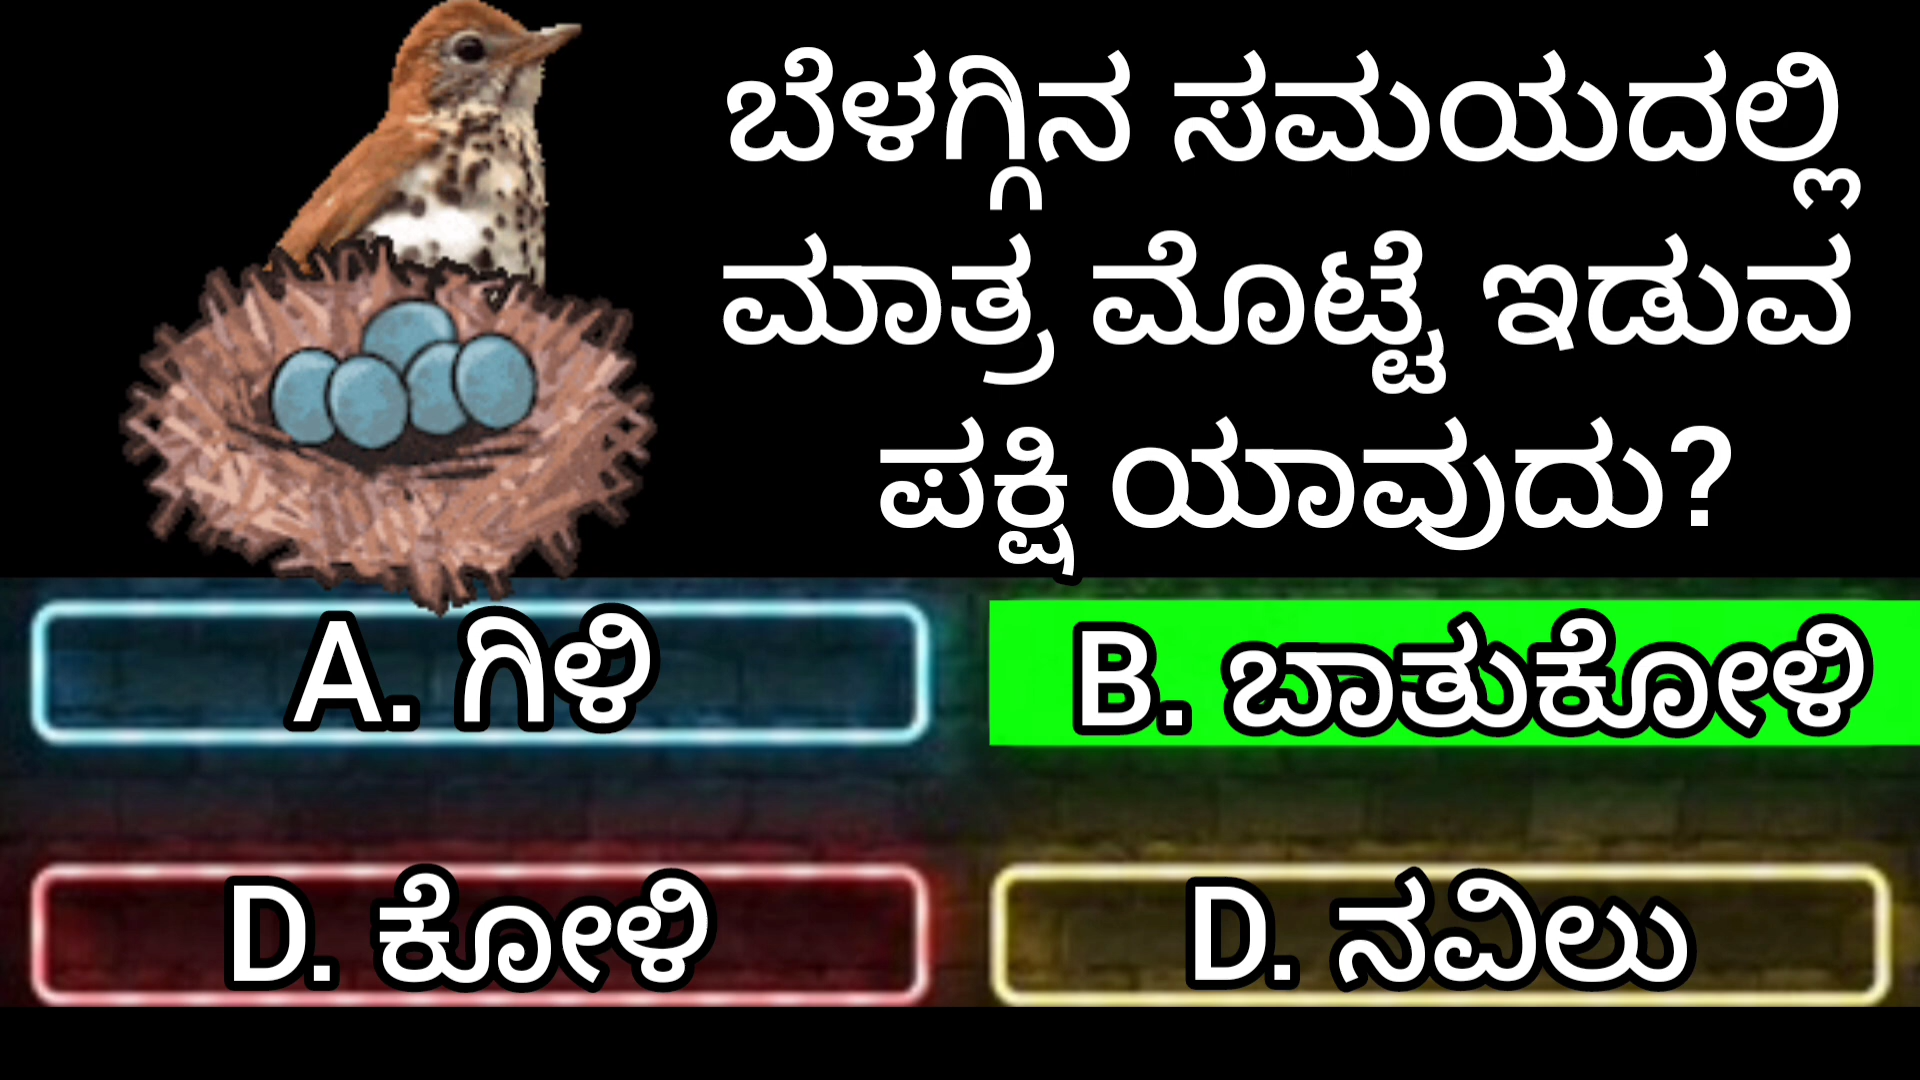 ಬೆಳಗ್ಗಿನ ಸಮಯದಲ್ಲಿ
ಮಾತ್ರ ಮೊಟ್ಟೆ ಇಡುವ
ಪಕ್ಷಿ ಯಾವುದು?
A. ಗಿಳಿ
B. ಬಾತುಕೋಳಿ
D. ಕೋಳಿ
D. ನವಿಲು